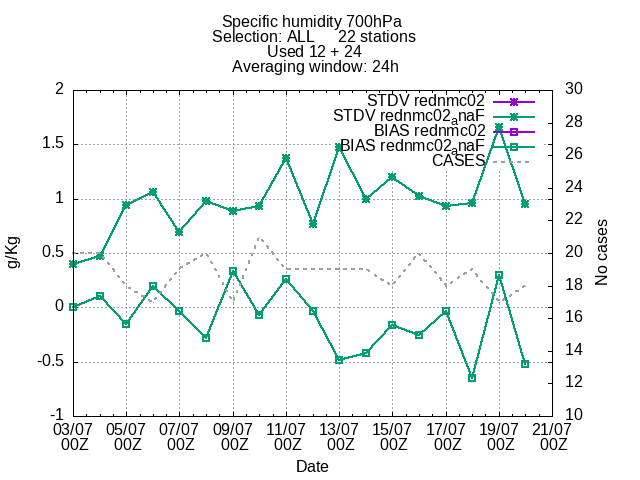 Specific humidity 700hPa
Selection: ALL 22 stations
Used 12 + 24
Averaging window: 24h
STDV rednmc02
STDV rednmc02_anaF
BIAS rednmc02
BIAS rednmc02_anaF
CASES
2
1.5
1
0.5
0
-0.5
-1
g/Kg
30
28
26
24
22
20
18
16
14
12
10
No cases
03/07 05/07 07/07 09/07 11/07 13/07 15/07 17/07 19/07 21/07
00Z 00Z 00Z 00Z 00Z 00Z 00Z 00Z 00Z 00Z
Date